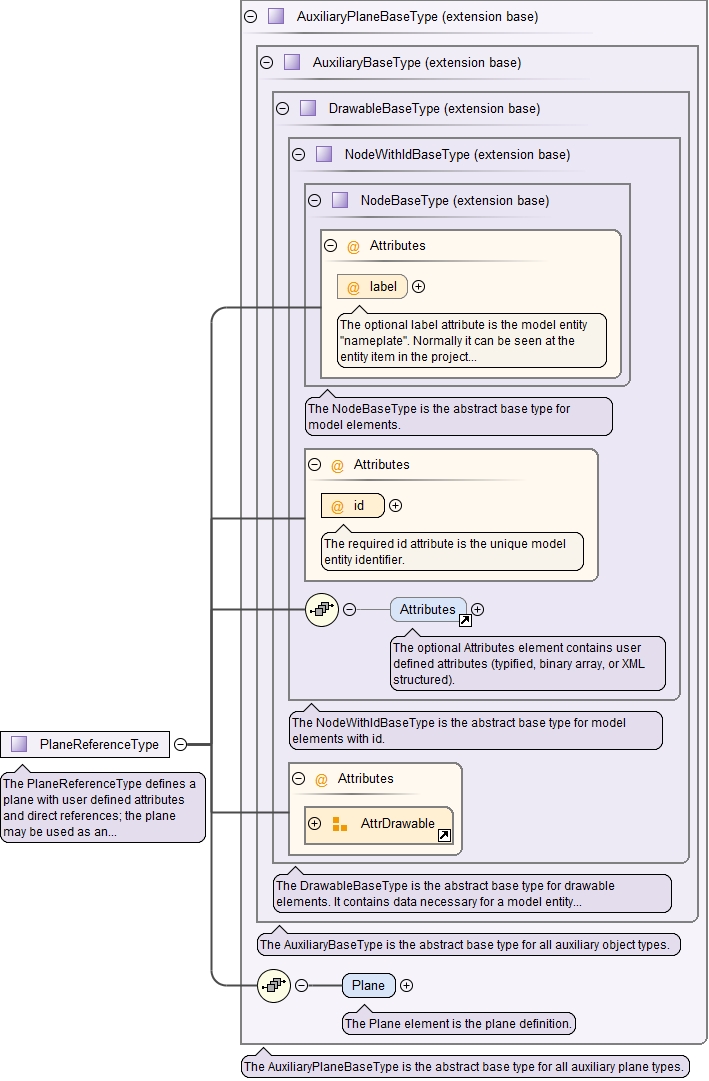 AuxiliaryPlaneBaseType (extension base)
AuxiliaryBaseType (extension base)
DrawableBaseType (extension base)
NodeWithIdBaseType (extension base)
NodeBaseType (extension base)
@ Attributes
@ label
The optional label attribute is the model entity
"nameplate". Normally it can be seen at the
entity item in the project...
The NodeBaseType is the abstract base type for
model elements.
@ Attributes
@ id
The required id attribute is the unique model
entity identifier.
Attributes
The optional Attributes element contains user
defined attributes (typified, binary array, or XML
structured).
The NodeWithIdBaseType is the abstract base type for model
elements with id.
PlaneReferenceType
The PlaneReferenceType defines a
plane with user defined attributes
and direct references; the plane
may be used as an...
@ Attributes
AttrDrawable
The DrawableBaseType is the abstract base type for drawable
elements. It contains data necessary for a model entity...
The AuxiliaryBaseType is the abstract base type for all auxiliary object types.
Plane
The Plane element is the plane definition.
The AuxiliaryPlaneBaseType is the abstract base type for all auxiliary plane types.